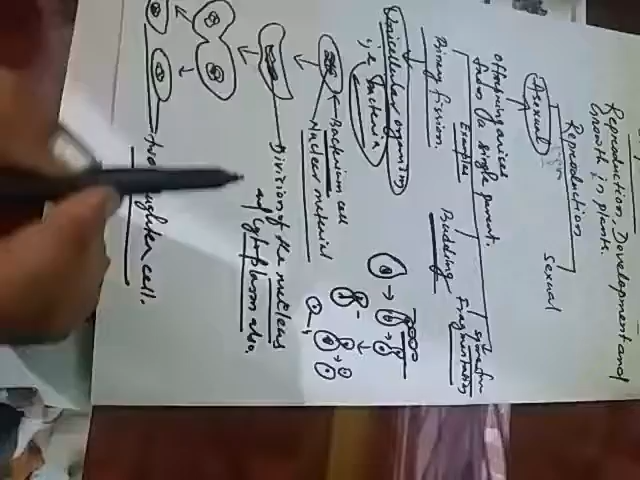 Reproduction, Development and
Growth in plants.
Reproduction
Asexual
Sexual
Offspring arises
from a single parent.
Examples
Binary fission
Budding
Fragmentation
Unicellular organisms
i.e. Bacteria
Bacterium cell
Nuclear material
Division of the nucleus
and cytoplasm also.
daughter cell.